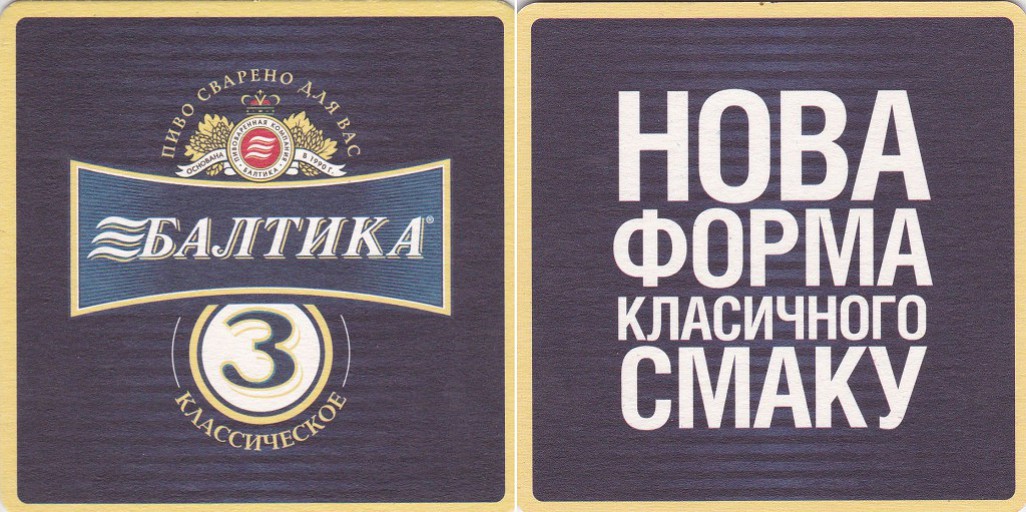 ПИВО СВАРЕНО ДЛЯ ВАС
ПИВОВАРЕННАЯ КОМПАНИЯ
• БАЛТИКА •
ОСНОВАНА В 1990 г.
БАЛТИКА®
3
КЛАССИЧЕСКОЕ
НОВА
ФОРМА
КЛАСИЧНОГО
СМАКУ